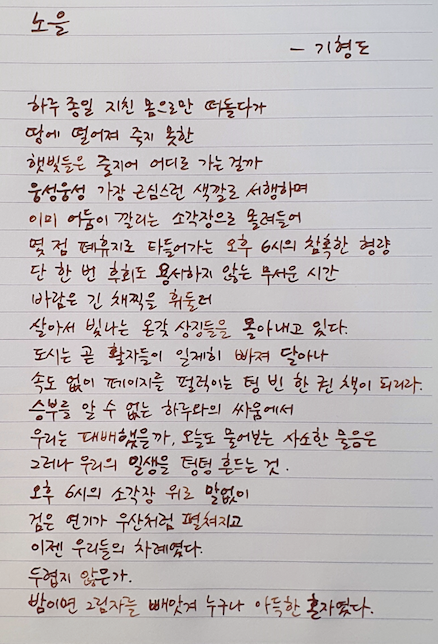 노을
- 기형도
하루 종일 지친 몸으로만 떠돌다가
땅에 떨어져 죽지 못한
햇빛들은 줄지어 어디로 가는 걸까
웅성웅성 가장 근심스런 색깔로 서행하며
이미 어둠이 깔리는 소각장으로 몰려들어
몇 점 폐휴지로 타들어가는 오후 6시의 참혹한 형량
단 한 번 후회도 용서하지 않는 무서운 시간
바람은 긴 채찍을 휘둘러
살아서 빛나는 온갖 상징들을 몰아내고 있다.
도시는 곧 활자들이 일제히 빠져 달아나
속도 없이 페이지를 펄럭이는 텅 빈 한 권 책이 되리라.
승부를 알 수 없는 하루와의 싸움에서
우리는 패배했을까. 오늘도 물어보는 사소한 물음은
그러나 우리의 일생을 텅텅 흔드는 것.
오후 6시의 소각장 위로 말없이
검은 연기가 우산처럼 펼쳐지고
이젠 우리들의 차례였다.
두렵지 않은가.
밤이면 그림자를 빼앗겨 누구나 아득한 혼자였다.